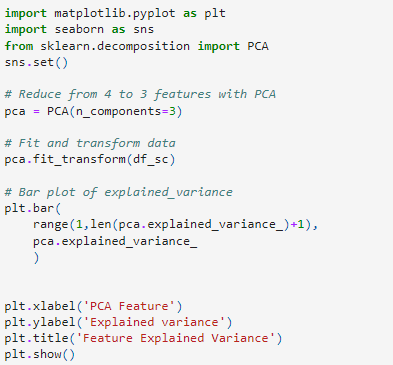 import matplotlib.pyplot as plt
import seaborn as sns
from sklearn.decomposition import PCA
sns.set()
# Reduce from 4 to 3 features with PCA
pca = PCA(n_components=3)
# Fit and transform data
pca.fit_transform(df_sc)
# Bar plot of explained_variance
plt.bar(
    range(1,len(pca.explained_variance_)+1),
    pca.explained_variance_
    )
plt.xlabel('PCA Feature')
plt.ylabel('Explained variance')
plt.title('Feature Explained Variance')
plt.show()